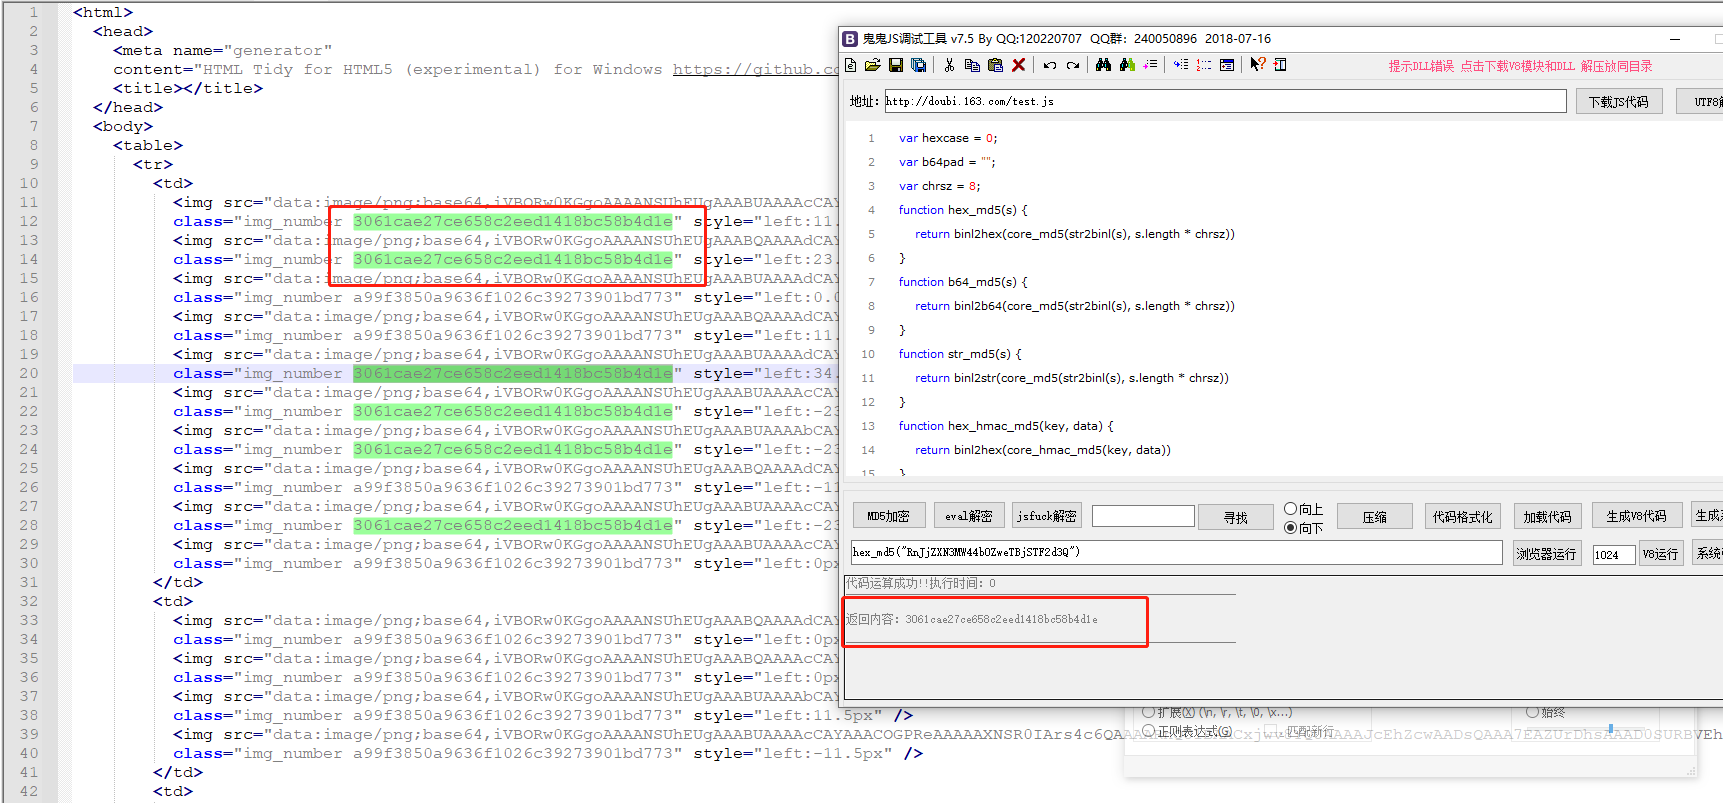 1 <html>
2 <head>
3 <meta name="generator"
4 content="HTML Tidy for HTML5 (experimental) for Windows https://github.co
5 <title></title>
6 </head>
7 <body>
8 <table>
9 <tr>
10 <td>
11 <img src="data:image/png;base64,iVBORw0KGgoAAAANSUhEUgAAABUAAAAcCAY
12 class="img_number 3061cae27ce658c2eed1418bc58b4d1e" style="left:11.
13 <img src="data:image/png;base64,iVBORw0KGgoAAAANSUhEUgAAABQAAAAdCAY
14 class="img_number 3061cae27ce658c2eed1418bc58b4d1e" style="left:23.
15 <img src="data:image/png;base64,iVBORw0KGgoAAAANSUhEUgAAABUAAAAdCAY
16 class="img_number a99f3850a9636f1026c39273901bd773" style="left:0.0
17 <img src="data:image/png;base64,iVBORw0KGgoAAAANSUhEUgAAABQAAAAdCAY
18 class="img_number a99f3850a9636f1026c39273901bd773" style="left:11.
19 <img src="data:image/png;base64,iVBORw0KGgoAAAANSUhEUgAAABUAAAAdCAY
20 class="img_number 3061cae27ce658c2eed1418bc58b4d1e" style="left:34.
21 <img src="data:image/png;base64,iVBORw0KGgoAAAANSUhEUgAAABUAAAAcCAY
22 class="img_number 3061cae27ce658c2eed1418bc58b4d1e" style="left:-23
23 <img src="data:image/png;base64,iVBORw0KGgoAAAANSUhEUgAAABUAAAAbCAY
24 class="img_number 3061cae27ce658c2eed1418bc58b4d1e" style="left:-23
25 <img src="data:image/png;base64,iVBORw0KGgoAAAANSUhEUgAAABQAAAAdCAY
26 class="img_number a99f3850a9636f1026c39273901bd773" style="left:-11
27 <img src="data:image/png;base64,iVBORw0KGgoAAAANSUhEUgAAABUAAAAcCAY
28 class="img_number 3061cae27ce658c2eed1418bc58b4d1e" style="left:-23
29 <img src="data:image/png;base64,iVBORw0KGgoAAAANSUhEUgAAABUAAAAcCAY
30 class="img_number a99f3850a9636f1026c39273901bd773" style="left:0px
31 </td>
32 <td>
33 <img src="data:image/png;base64,iVBORw0KGgoAAAANSUhEUgAAABQAAAAdCAY
34 class="img_number a99f3850a9636f1026c39273901bd773" style="left:0px
35 <img src="data:image/png;base64,iVBORw0KGgoAAAANSUhEUgAAABQAAAAcCAY
36 class="img_number a99f3850a9636f1026c39273901bd773" style="left:0px
37 <img src="data:image/png;base64,iVBORw0KGgoAAAANSUhEUgAAABUAAAAbCAY
38 class="img_number a99f3850a9636f1026c39273901bd773" style="left:11.5px" />
39 <img src="data:image/png;base64,iVBORw0KGgoAAAANSUhEUgAAABUAAAAcCAYAAACOGPReAAAAAXNSR0IArs4c6QA
40 class="img_number a99f3850a9636f1026c39273901bd773" style="left:-11.5px" />
41 </td>
42 <td>
鬼鬼JS调试工具 v7.5 By QQ:120220707 QQ群: 240050896 2018-07-16
提示DLL错误 点击下载V8模块和DLL 解压放同目录
地址: http://doubi.163.com/test.js 下载JS代码 UTF8解
1 var hexcase = 0;
2 var b64pad = "";
3 var chrsz = 8;
4 function hex_md5(s) {
5 return binl2hex(core_md5(str2binl(s), s.length * chrsz))
6 }
7 function b64_md5(s) {
8 return binl2b64(core_md5(str2binl(s), s.length * chrsz))
9 }
10 function str_md5(s) {
11 return binl2str(core_md5(str2binl(s), s.length * chrsz))
12 }
13 function hex_hmac_md5(key, data) {
14 return binl2hex(core_hmac_md5(key, data))
15 }
MD5加密 eval解密 jsfuck解密 寻找 向上 向下 压缩 代码格式化 加载代码 生成V8代码
hex_md5("RnJjZXN3MW44bOZweTBjSTF2d3Q") 浏览器运行 1024 V8运行
代码运算成功!!执行时间: 0
返回内容: 3061cae27ce658c2eed1418bc58b4d1e
扩展(X) (\n, \r, \t, \0, \x...) 始终
正则表达式(G) 匹配新行